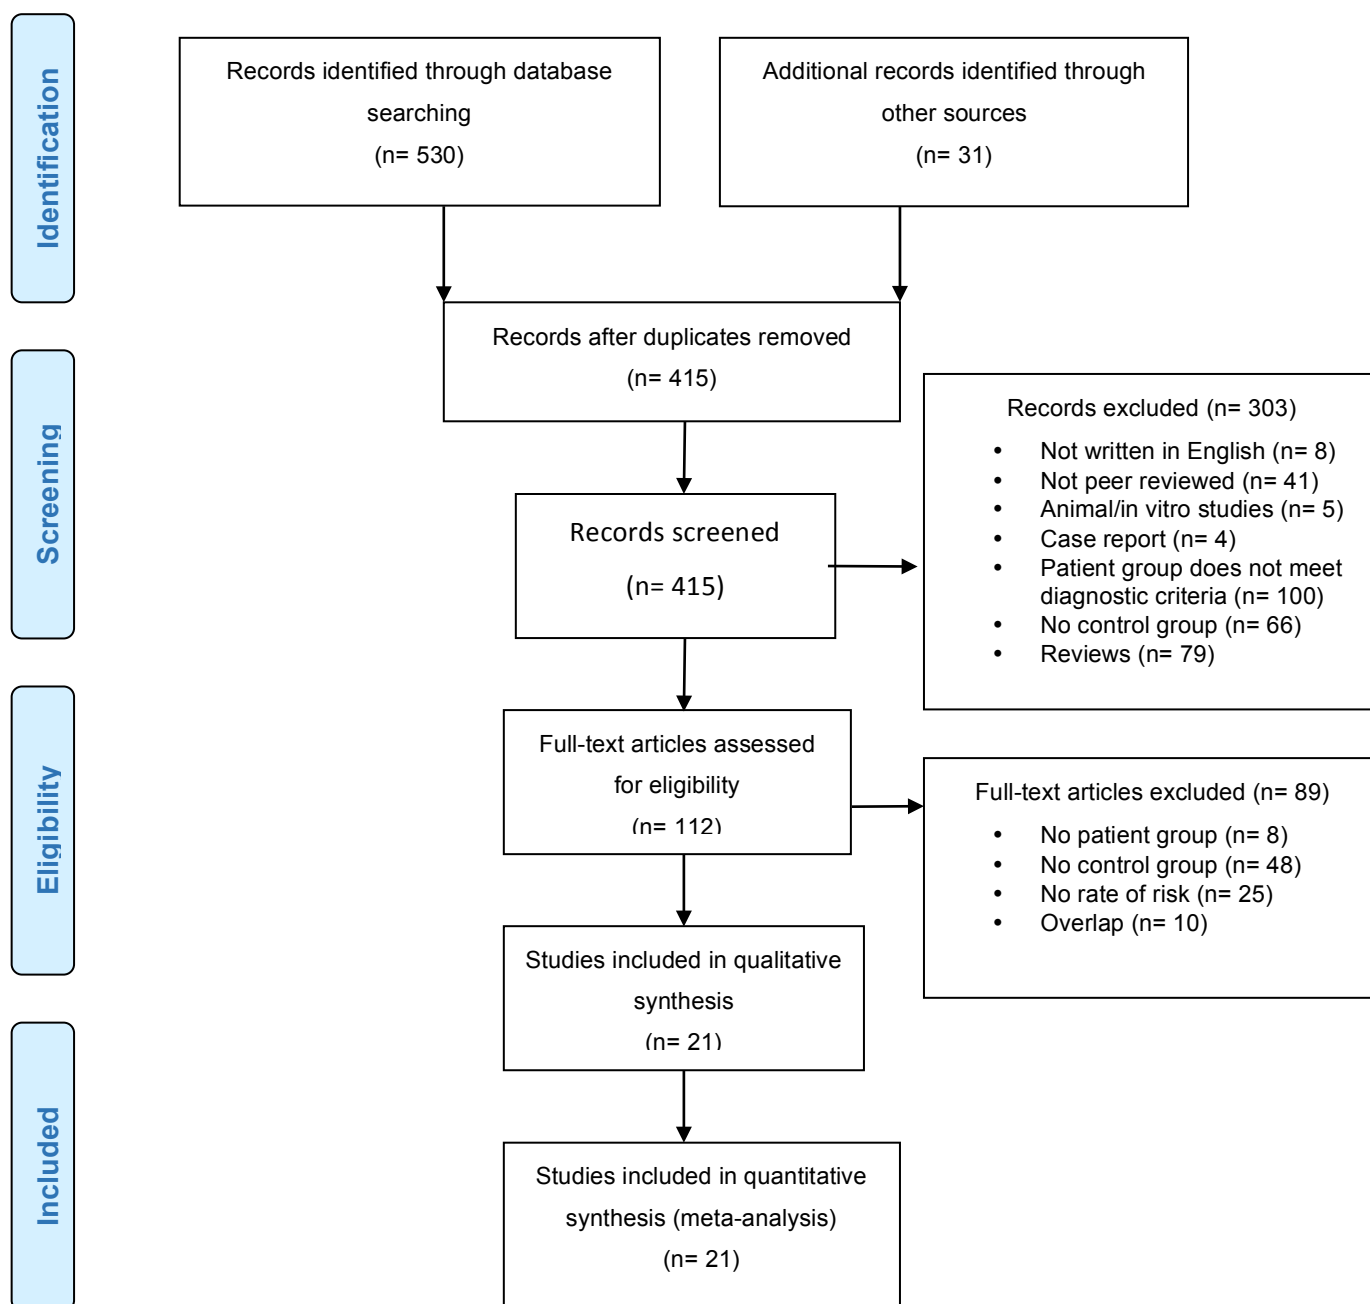 Identification
Records identified through database
searching
(n= 530)
Additional records identified through
other sources
(n= 31)
Records after duplicates removed
(n= 415)
Screening
Records screened
(n= 415)
Records excluded (n= 303)
• Not written in English (n= 8)
• Not peer reviewed (n= 41)
• Animal/in vitro studies (n= 5)
• Case report (n= 4)
• Patient group does not meet
diagnostic criteria (n= 100)
• No control group (n= 66)
• Reviews (n= 79)
Eligibility
Full-text articles assessed
for eligibility
(n= 112)
Full-text articles excluded (n= 89)
• No patient group (n= 8)
• No control group (n= 48)
• No rate of risk (n= 25)
• Overlap (n= 10)
Studies included in qualitative
synthesis
(n= 21)
Included
Studies included in quantitative
synthesis (meta-analysis)
(n= 21)